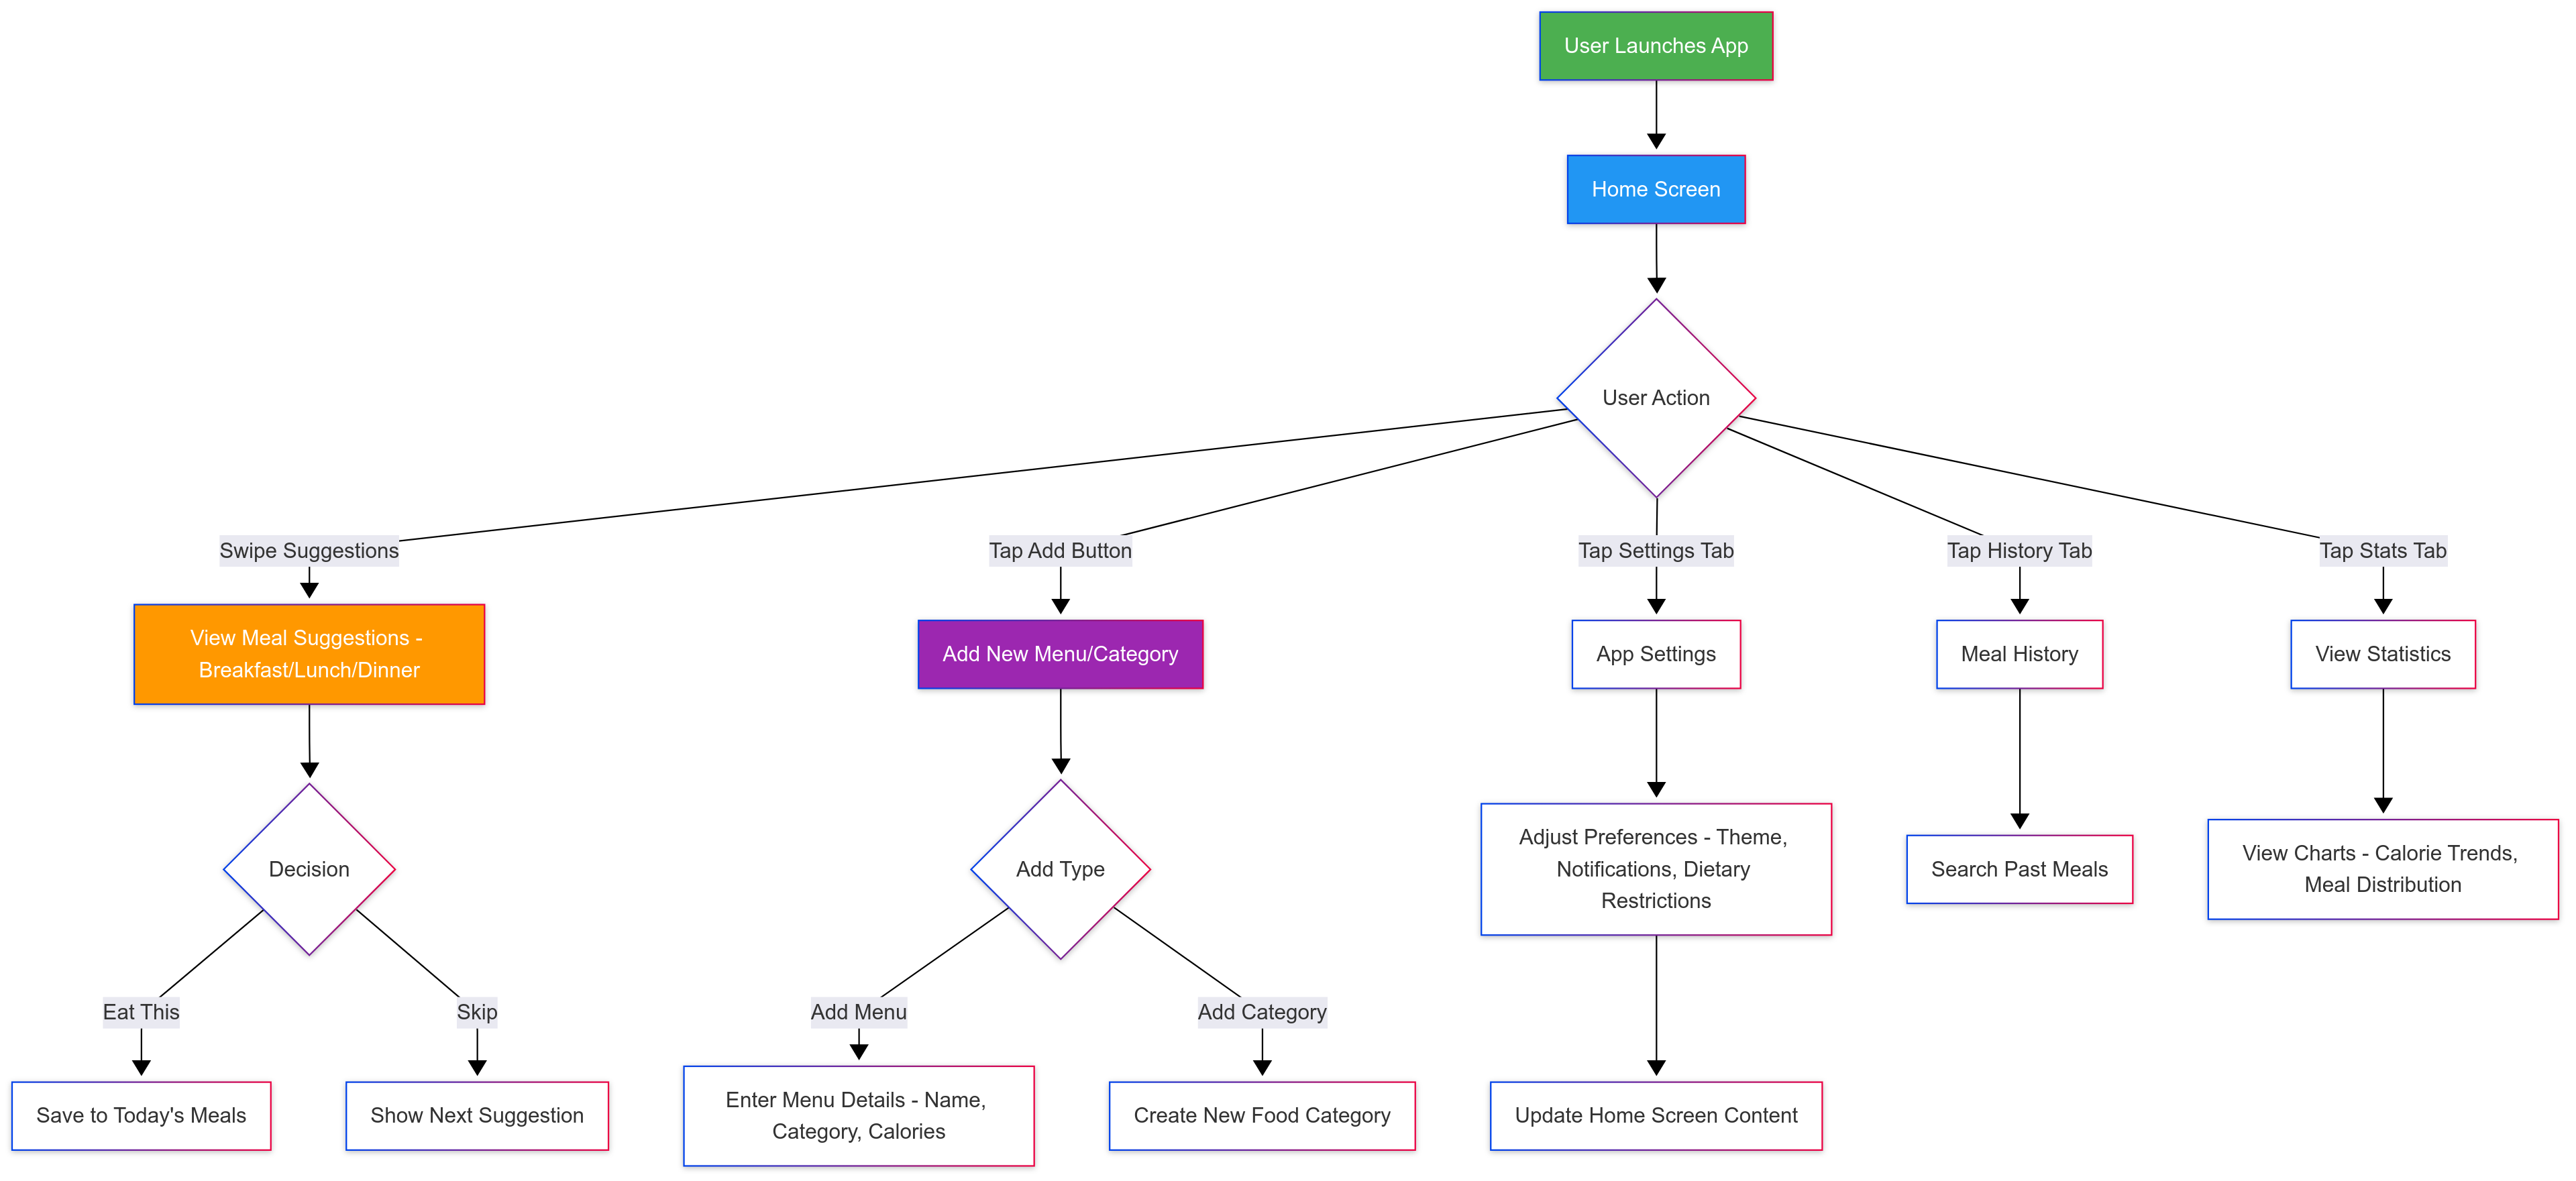 User Launches App
Home Screen
User Action
Swipe Suggestions
Tap Add Button
Tap Settings Tab
Tap History Tab
Tap Stats Tab
View Meal Suggestions -
Breakfast/Lunch/Dinner
Add New Menu/Category
App Settings
Meal History
View Statistics
Decision
Add Type
Adjust Preferences - Theme,
Notifications, Dietary
Restrictions
Search Past Meals
View Charts - Calorie Trends,
Meal Distribution
Eat This
Skip
Add Menu
Add Category
Save to Today's Meals
Show Next Suggestion
Enter Menu Details - Name,
Category, Calories
Create New Food Category
Update Home Screen Content